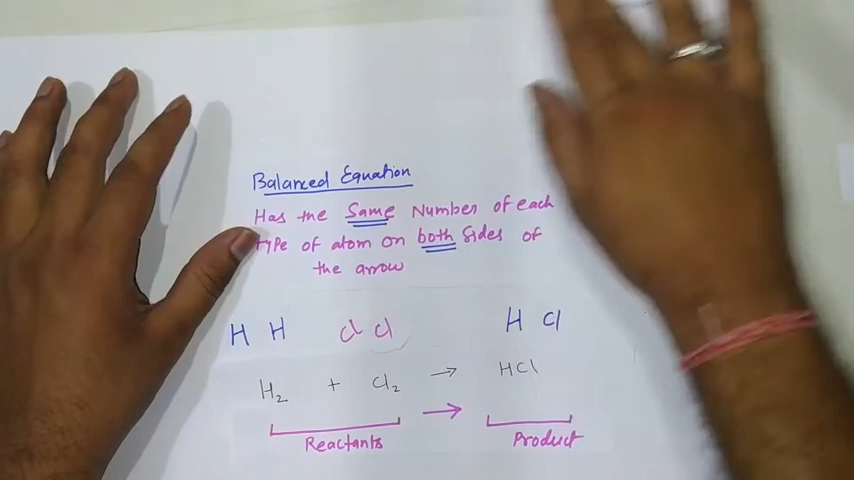 Balanced Equation
Has the Same Number of each
type of atom on both sides of
the arrow
H H Cl Cl H Cl
H₂ + Cl₂ → HCl
Reactants → Product